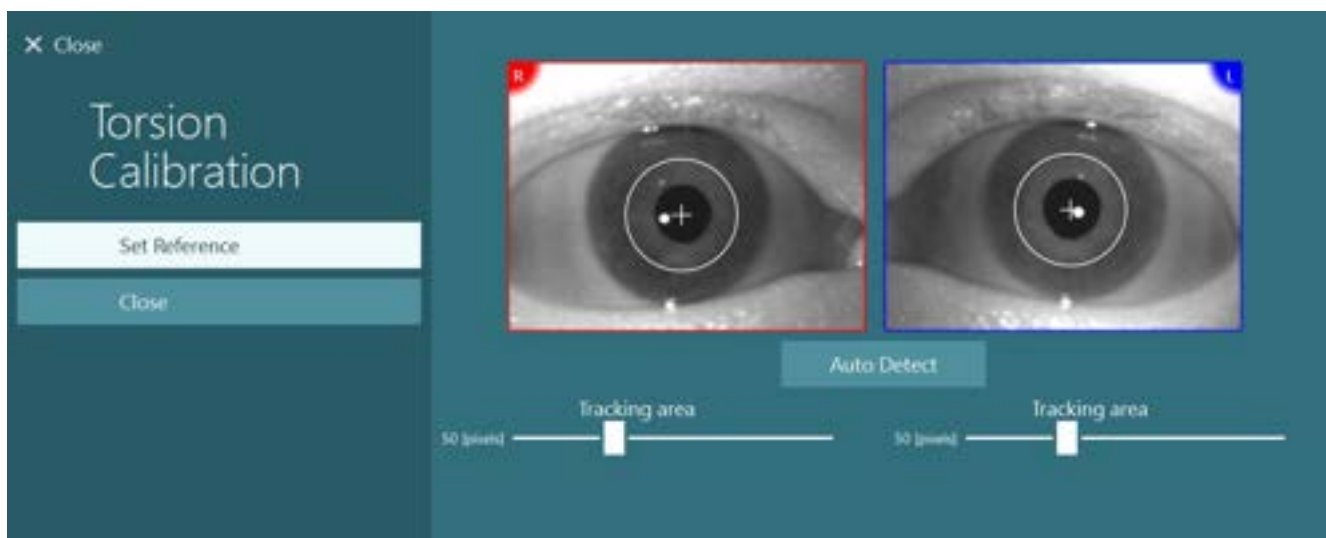 Close
Torsion
Calibration
Set Reference
Close
R
L
Auto Detect
Tracking area
50 [pixels]
Tracking area
50 [pixels]